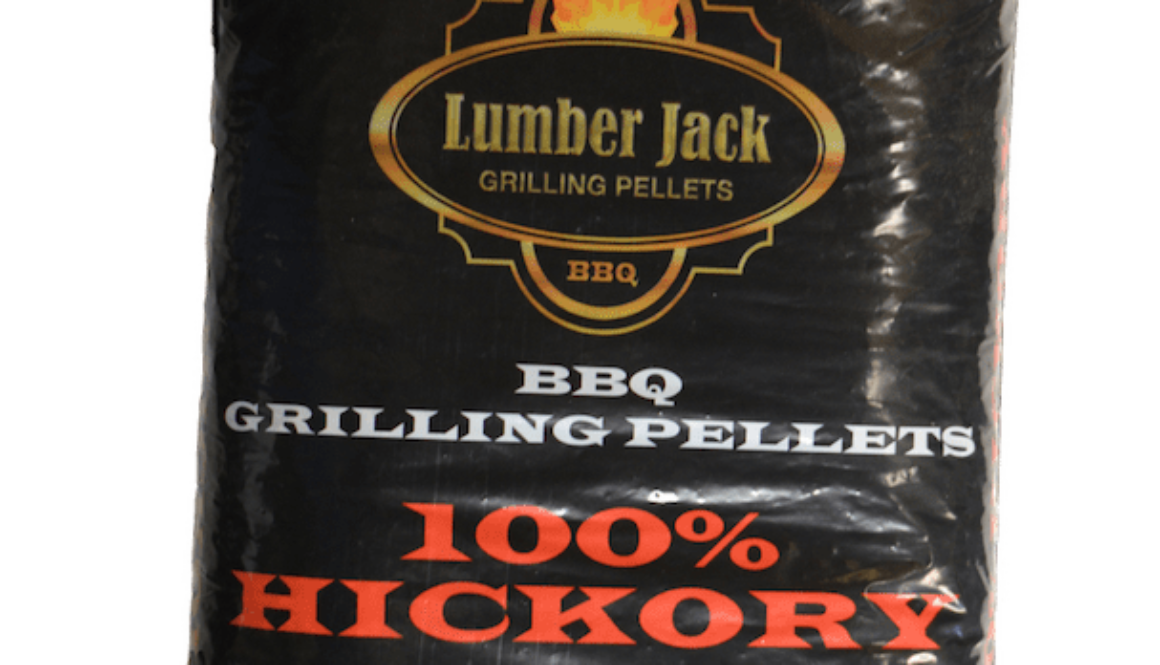 Lumber Jack
GRILLING PELLETS
BBQ
BBQ
GRILLING PELLETS
100%
HICKORY